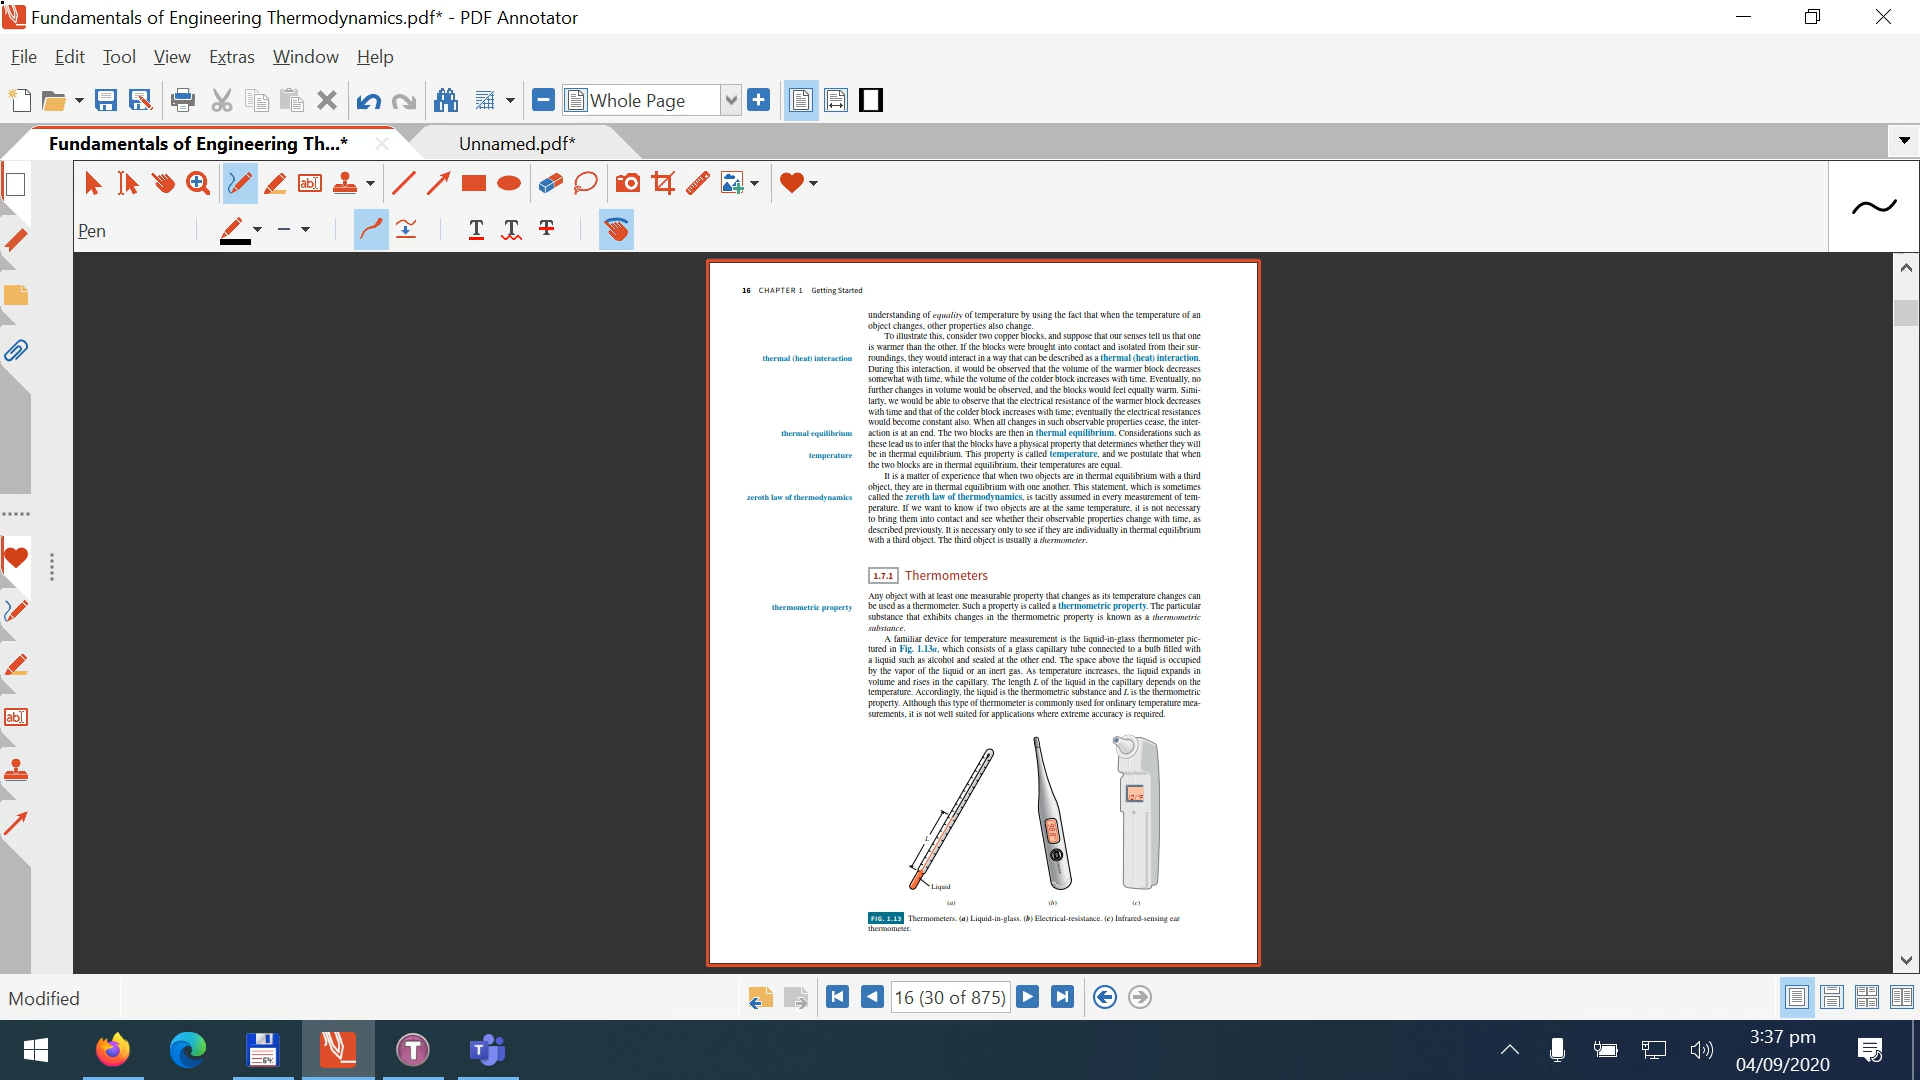 Fundamentals of Engineering Thermodynamics.pdf* - PDF Annotator
File Edit Tool View Extras Window Help
Whole Page
Fundamentals of Engineering Th...* Unnamed.pdf*
Pen
16 CHAPTER 1 Getting Started
understanding of equality of temperature by using the fact that when the temperature of an
object changes, other properties also change.
To illustrate this, consider two copper blocks, and suppose that our senses tell us that one
is warmer than the other. If the blocks were brought into contact and isolated from their sur-
thermal (heat) interaction
roundings, they would interact in a way that can be described as a thermal (heat) interaction.
During this interaction, it would be observed that the volume of the warmer block decreases
somewhat with time, while the volume of the colder block increases with time. Eventually, no
further changes in volume would be observed, and the blocks would feel equally warm. Simi-
larly, we would be able to observe that the electrical resistance of the warmer block decreases
with time and that of the colder block increases with time; eventually the electrical resistances
would become constant also. When all changes in such observable properties cease, the inter-
thermal equilibrium
action is at an end. The two blocks are then in thermal equilibrium. Considerations such as
these lead us to infer that the blocks have a physical property that determines whether they will
temperature
be in thermal equilibrium. This property is called temperature, and we postulate that when
the two blocks are in thermal equilibrium, their temperatures are equal.
It is a matter of experience that when two objects are in thermal equilibrium with a third
object, they are in thermal equilibrium with one another. This statement, which is sometimes
zeroth law of thermodynamics
called the zeroth law of thermodynamics, is tacitly assumed in every measurement of tem-
perature. If we want to know if two objects are at the same temperature, it is not necessary
to bring them into contact and see whether their observable properties change with time, as
described previously. It is necessary only to see if they are individually in thermal equilibrium
with a third object. The third object is usually a thermometer.
1.7.1 Thermometers
Any object with at least one measurable property that changes as its temperature changes can
thermometric property
be used as a thermometer. Such a property is called a thermometric property. The particular
substance that exhibits changes in the thermometric property is known as a thermometric
substance.
A familiar device for temperature measurement is the liquid-in-glass thermometer pic-
tured in Fig. 1.13a, which consists of a glass capillary tube connected to a bulb filled with
a liquid such as alcohol and sealed at the other end. The space above the liquid is occupied
by the vapor of the liquid or an inert gas. As temperature increases, the liquid expands in
volume and rises in the capillary. The length L of the liquid in the capillary depends on the
temperature. Accordingly, the liquid is the thermometric substance and L is the thermometric
property. Although this type of thermometer is commonly used for ordinary temperature mea-
surements, it is not well suited for applications where extreme accuracy is required.
L
Liquid
(a) (b) (c)
FIG. 1.13 Thermometers. (a) Liquid-in-glass. (b) Electrical-resistance. (c) Infrared-sensing ear
thermometer.
Modified
16 (30 of 875)
3:37 pm
04/09/2020